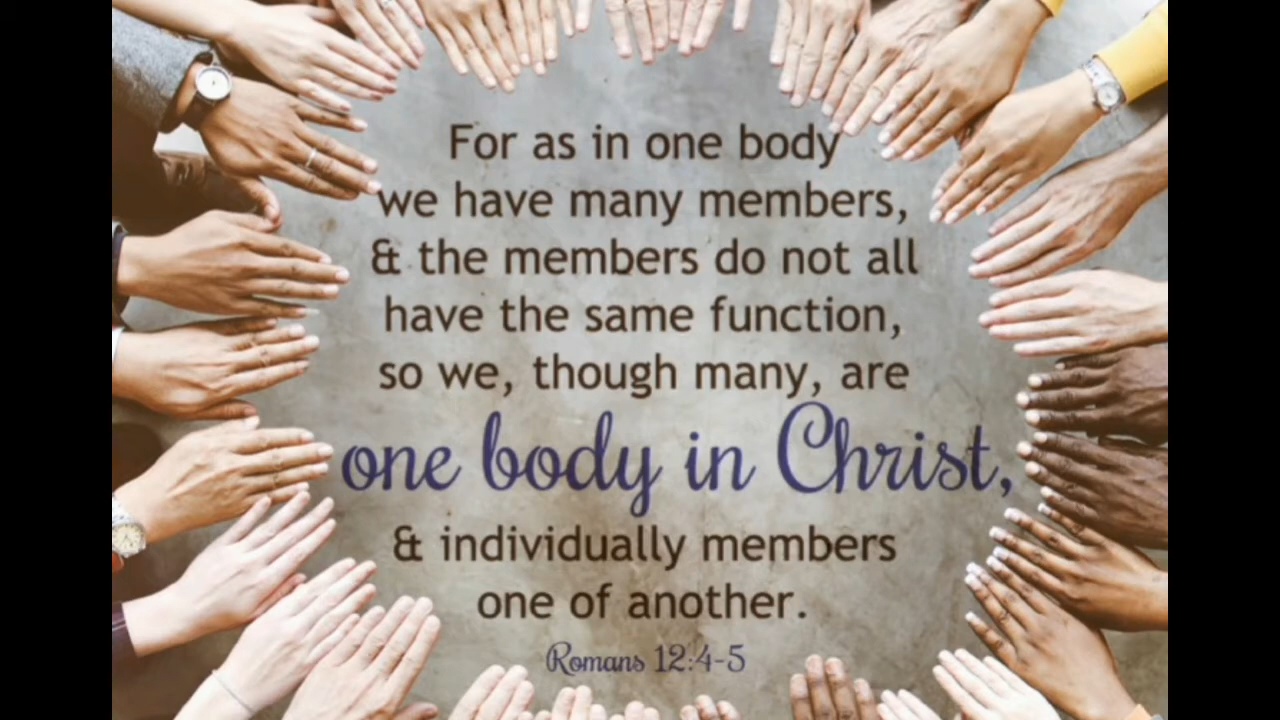 For as in one body
we have many members,
& the members do not all
have the same function,
so we, though many, are
one body in Christ,
& individually members
one of another.
Romans 12:4-5